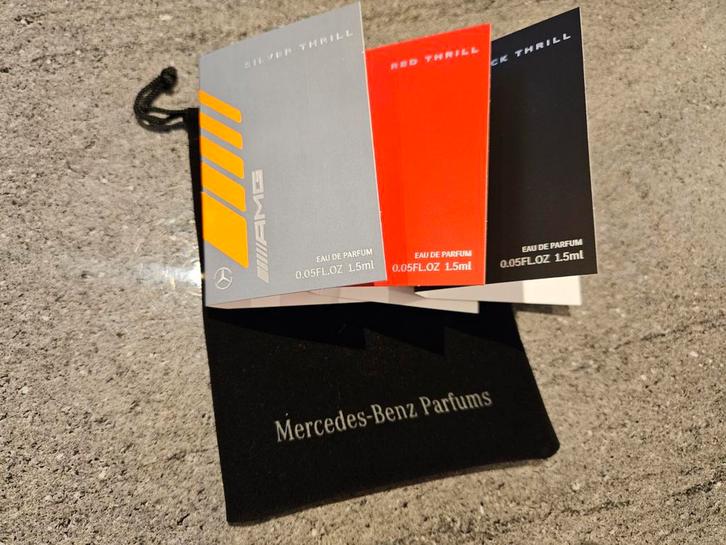 SILVER THRILL
AMG
EAU DE PARFUM
0.05FL.OZ 1.5ml
RED THRILL
EAU DE PARFUM
0.05FL.OZ 1.5ml
CK THRILL
EAU DE PARFUM
0.05FL.OZ 1.5ml
Mercedes-Benz Parfums